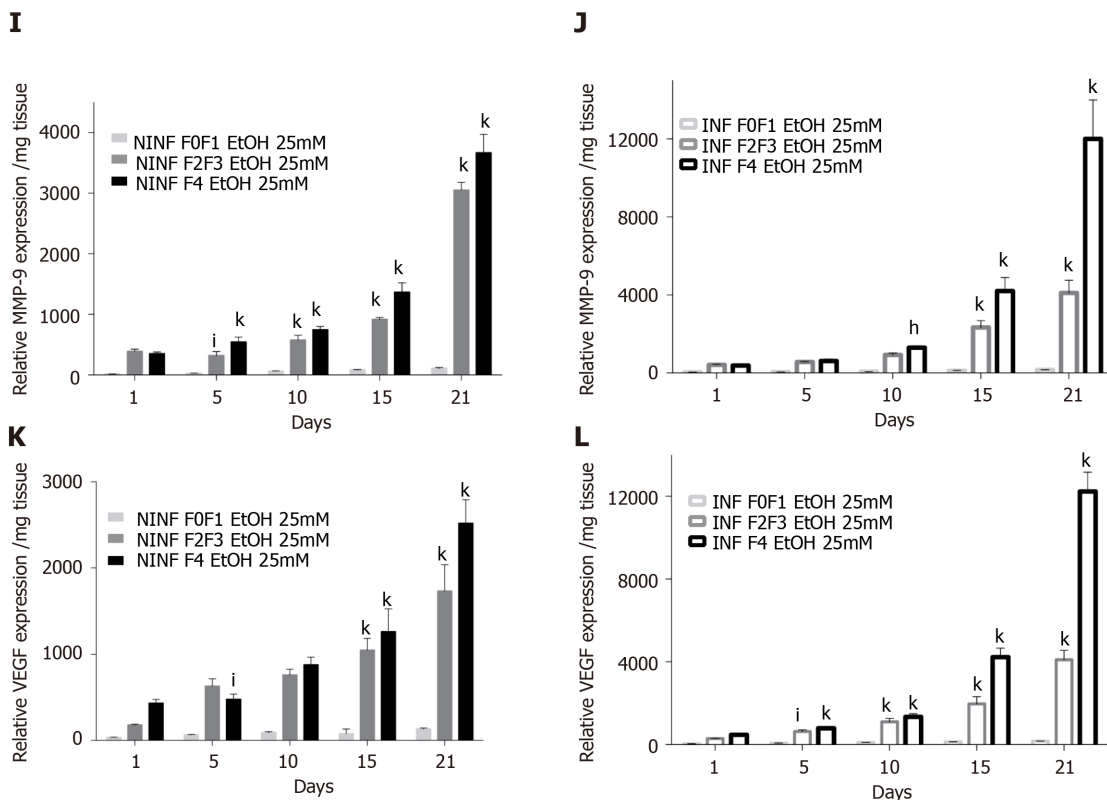 I
Relative MMP-9 expression /mg tissue
4000
3000
2000
1000
0
NINF F0F1 EtOH 25mM
NINF F2F3 EtOH 25mM
NINF F4 EtOH 25mM
i
k
k
k
k
k
k
k
1
5
10
15
21
Days
J
Relative MMP-9 expression /mg tissue
12000
8000
4000
0
INF F0F1 EtOH 25mM
INF F2F3 EtOH 25mM
INF F4 EtOH 25mM
h
k
k
k
k
1
5
10
15
21
Days
K
Relative VEGF expression /mg tissue
3000
2000
1000
0
NINF F0F1 EtOH 25mM
NINF F2F3 EtOH 25mM
NINF F4 EtOH 25mM
i
k
k
k
k
1
5
10
15
21
Days
L
Relative VEGF expression /mg tissue
12000
8000
4000
0
INF F0F1 EtOH 25mM
INF F2F3 EtOH 25mM
INF F4 EtOH 25mM
i
k
k
k
k
k
k
k
1
5
10
15
21
Days